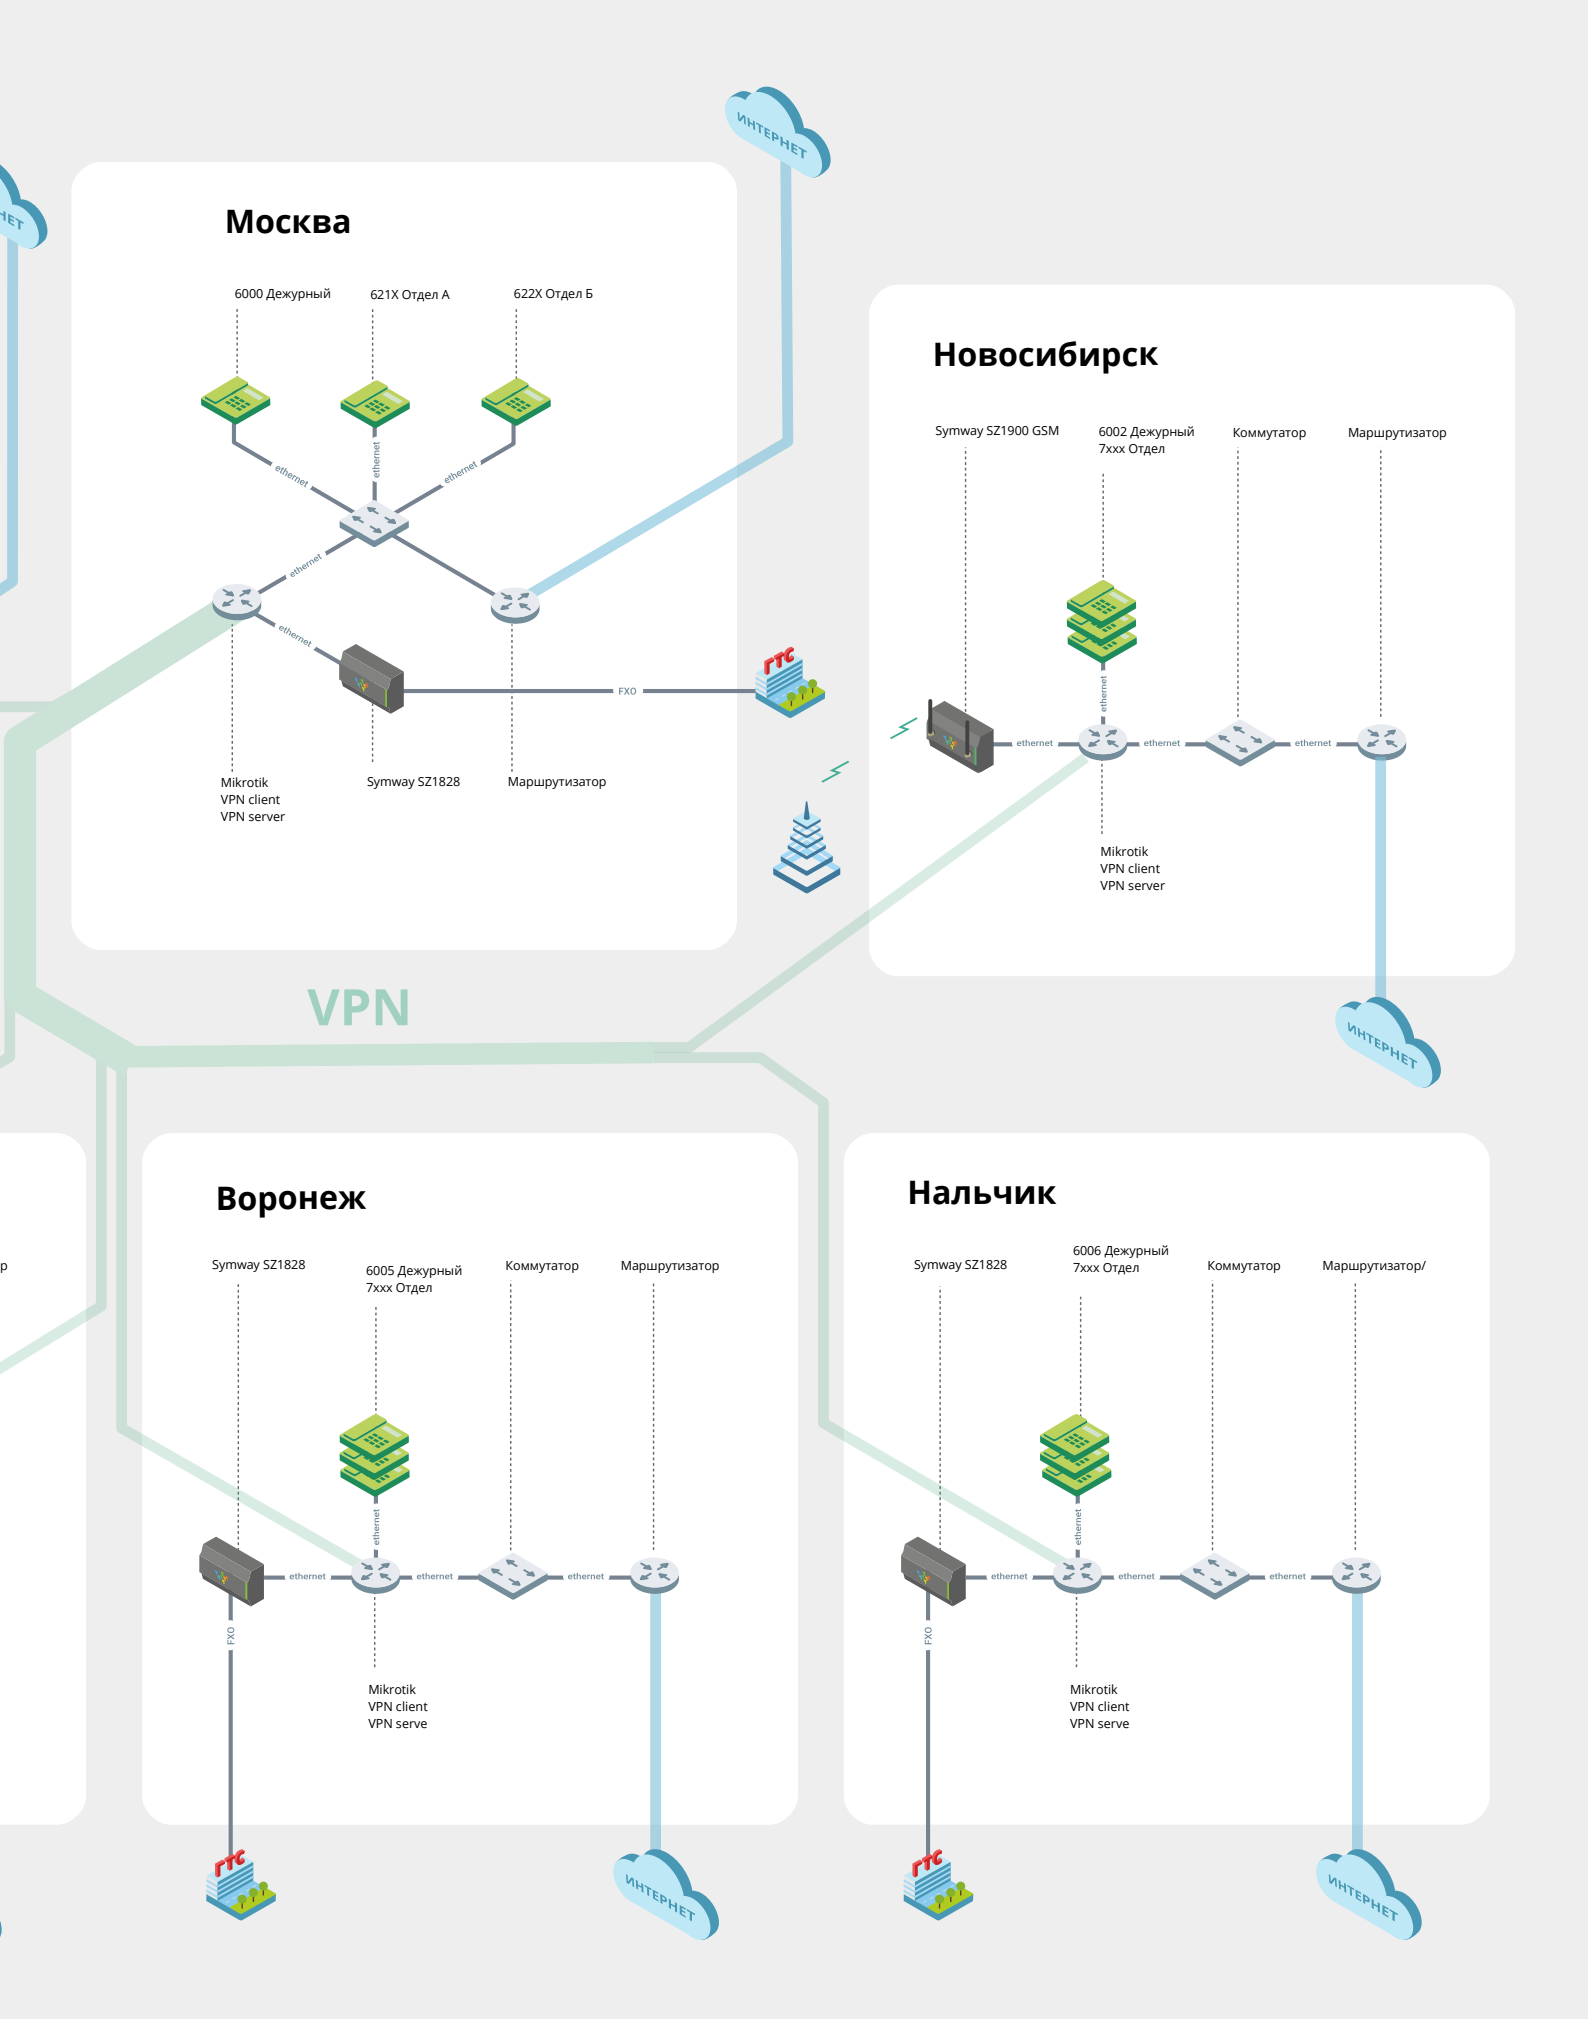 ИНТЕРНЕТ
НЕТ
Москва
6000 Дежурный
621X Отдел А
622X Отдел Б
ethernet
ethernet
ethernet
ethernet
ethernet
FXO
ГТС
Mikrotik
VPN client
VPN server
Symway SZ1828
Маршрутизатор
Новосибирск
Symway SZ1900 GSM
6002 Дежурный
7xxx Отдел
Коммутатор
Маршрутизатор
ethernet
ethernet
ethernet
ethernet
Mikrotik
VPN client
VPN server
ИНТЕРНЕТ
VPN
р
Воронеж
Symway SZ1828
6005 Дежурный
7xxx Отдел
Коммутатор
Маршрутизатор
ethernet
ethernet
ethernet
ethernet
FXO
Mikrotik
VPN client
VPN serve
ГТС
ИНТЕРНЕТ
Нальчик
Symway SZ1828
6006 Дежурный
7xxx Отдел
Коммутатор
Маршрутизатор/
ethernet
ethernet
ethernet
ethernet
FXO
Mikrotik
VPN client
VPN serve
ГТС
ИНТЕРНЕТ